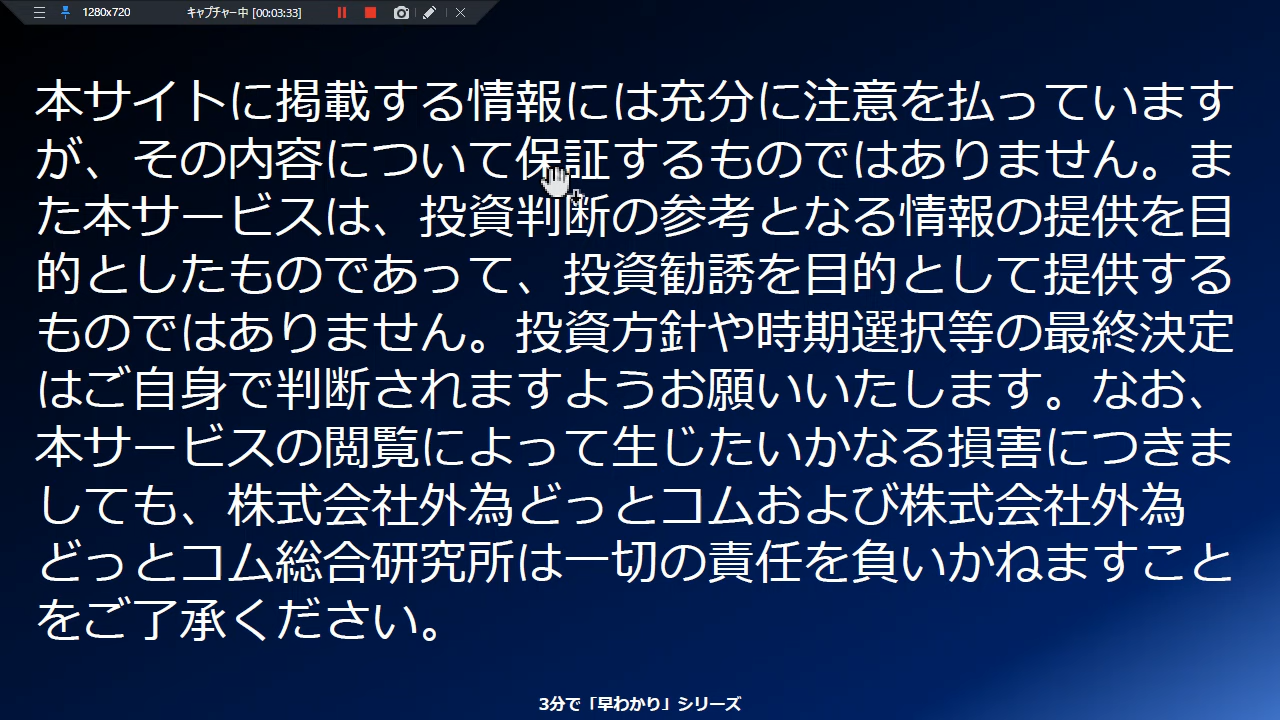 1280x720 キャプチャー中 [00:03:33]
本サイトに掲載する情報には充分に注意を払っています
が、その内容について保証するものではありません。ま
た本サービスは、投資判断の参考となる情報の提供を目
的としたものであって、投資勧誘を目的として提供する
ものではありません。投資方針や時期選択等の最終決定
はご自身で判断されますようお願いいたします。なお、
本サービスの閲覧によって生じたいかなる損害につきま
しても、株式会社外為どっとコムおよび株式会社外為
どっとコム総合研究所は一切の責任を負いかねますこと
をご了承ください。
3分で「早わかり」シリーズ